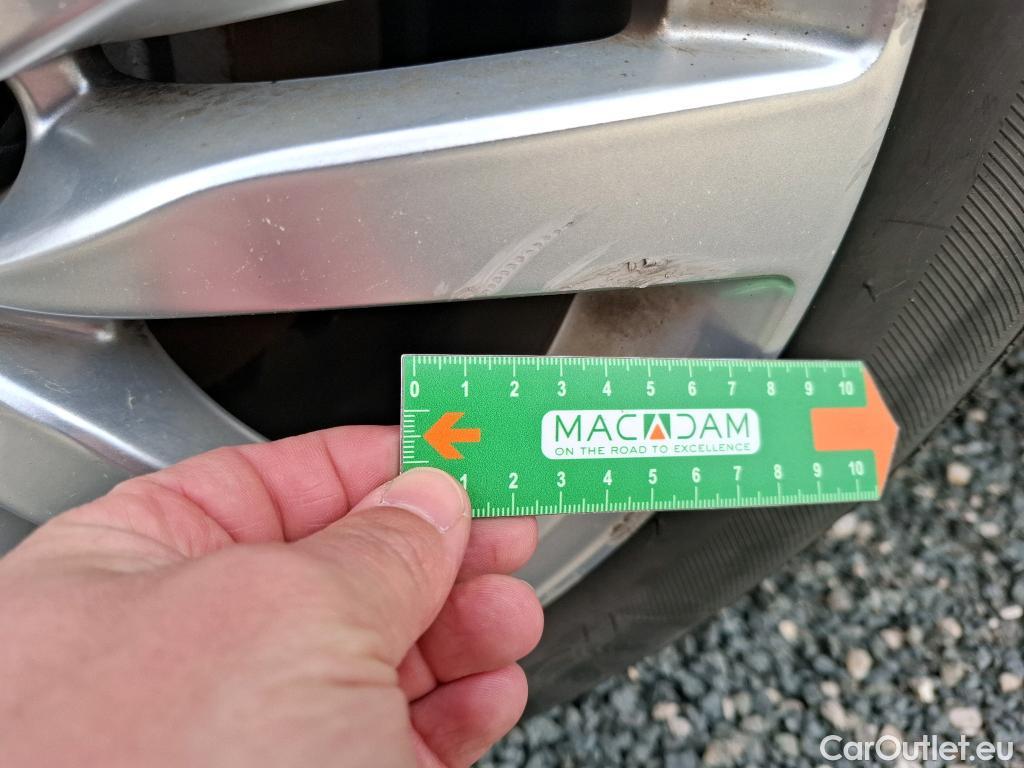 0 1 2 3 4 5 6 7 8 9 10
MACADAM
ON THE ROAD TO EXCELLENCE
1 2 3 4 5 6 7 8 9 10
CarOutlet.eu